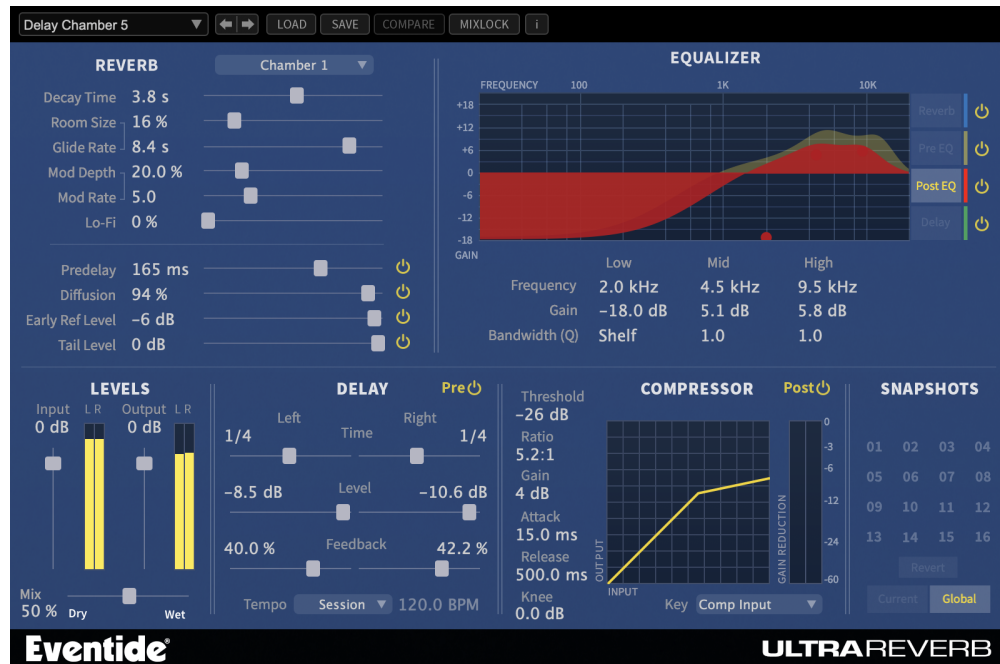 Delay Chamber 5
LOAD SAVE COMPARE MIXLOCK i
REVERB Chamber 1
Decay Time 3.8 s
Room Size 16 %
Glide Rate 8.4 s
Mod Depth 20.0 %
Mod Rate 5.0
Lo-Fi 0 %
Predelay 165 ms
Diffusion 94 %
Early Ref Level −6 dB
Tail Level 0 dB
EQUALIZER
FREQUENCY 100 1K 10K
+18
+12
+6
0
-6
-12
-18
GAIN
Reverb
Pre EQ
Post EQ
Delay
Low Mid High
Frequency 2.0 kHz 4.5 kHz 9.5 kHz
Gain −18.0 dB 5.1 dB 5.8 dB
Bandwidth (Q) Shelf 1.0 1.0
LEVELS
Input L R Output L R
0 dB 0 dB
Mix
50 % Dry Wet
DELAY Pre
Left Right
1/4 Time 1/4
-8.5 dB Level -10.6 dB
40.0 % Feedback 42.2 %
Tempo Session 120.0 BPM
COMPRESSOR Post
Threshold
−26 dB
Ratio
5.2:1
Gain
4 dB
Attack
15.0 ms
Release
500.0 ms
Knee
0.0 dB
OUTPUT
INPUT
GAIN REDUCTION
0
-3
-6
-12
-24
-60
Key Comp Input
SNAPSHOTS
01 02 03 04
05 06 07 08
09 10 11 12
13 14 15 16
Revert
Current Global
Eventide®
ULTRAREVERB